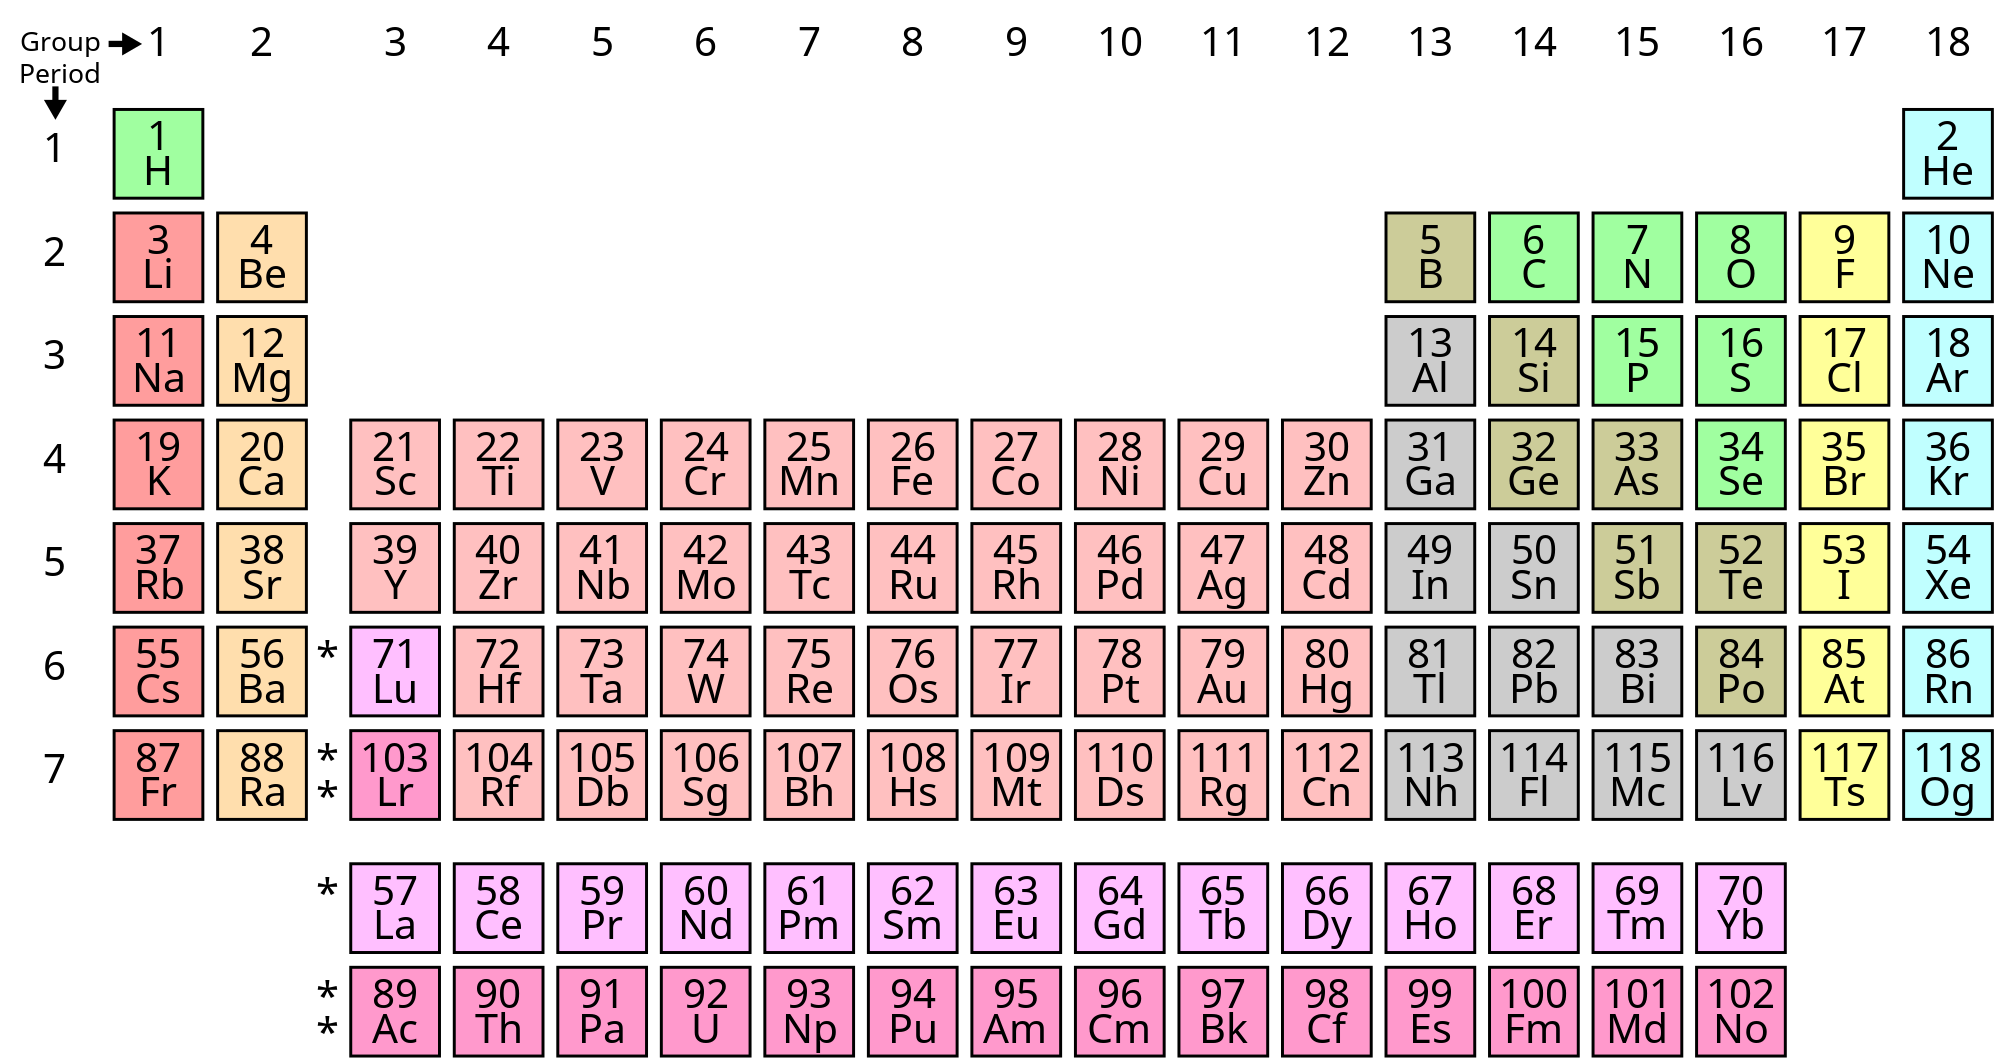 Group 1 2 3 4 5 6 7 8 9 10 11 12 13 14 15 16 17 18
Period
1
1 2
H He
2
3 4 5 6 7 8 9 10
Li Be B C N O F Ne
3
11 12 13 14 15 16 17 18
Na Mg Al Si P S Cl Ar
4
19 20 21 22 23 24 25 26 27 28 29 30 31 32 33 34 35 36
K Ca Sc Ti V Cr Mn Fe Co Ni Cu Zn Ga Ge As Se Br Kr
5
37 38 39 40 41 42 43 44 45 46 47 48 49 50 51 52 53 54
Rb Sr Y Zr Nb Mo Tc Ru Rh Pd Ag Cd In Sn Sb Te I Xe
6
55 56 * 71 72 73 74 75 76 77 78 79 80 81 82 83 84 85 86
Cs Ba Lu Hf Ta W Re Os Ir Pt Au Hg Tl Pb Bi Po At Rn
7
87 88 * 103 104 105 106 107 108 109 110 111 112 113 114 115 116 117 118
Fr Ra * Lr Rf Db Sg Bh Hs Mt Ds Rg Cn Nh Fl Mc Lv Ts Og
* 57 58 59 60 61 62 63 64 65 66 67 68 69 70
La Ce Pr Nd Pm Sm Eu Gd Tb Dy Ho Er Tm Yb
* 89 90 91 92 93 94 95 96 97 98 99 100 101 102
* Ac Th Pa U Np Pu Am Cm Bk Cf Es Fm Md No